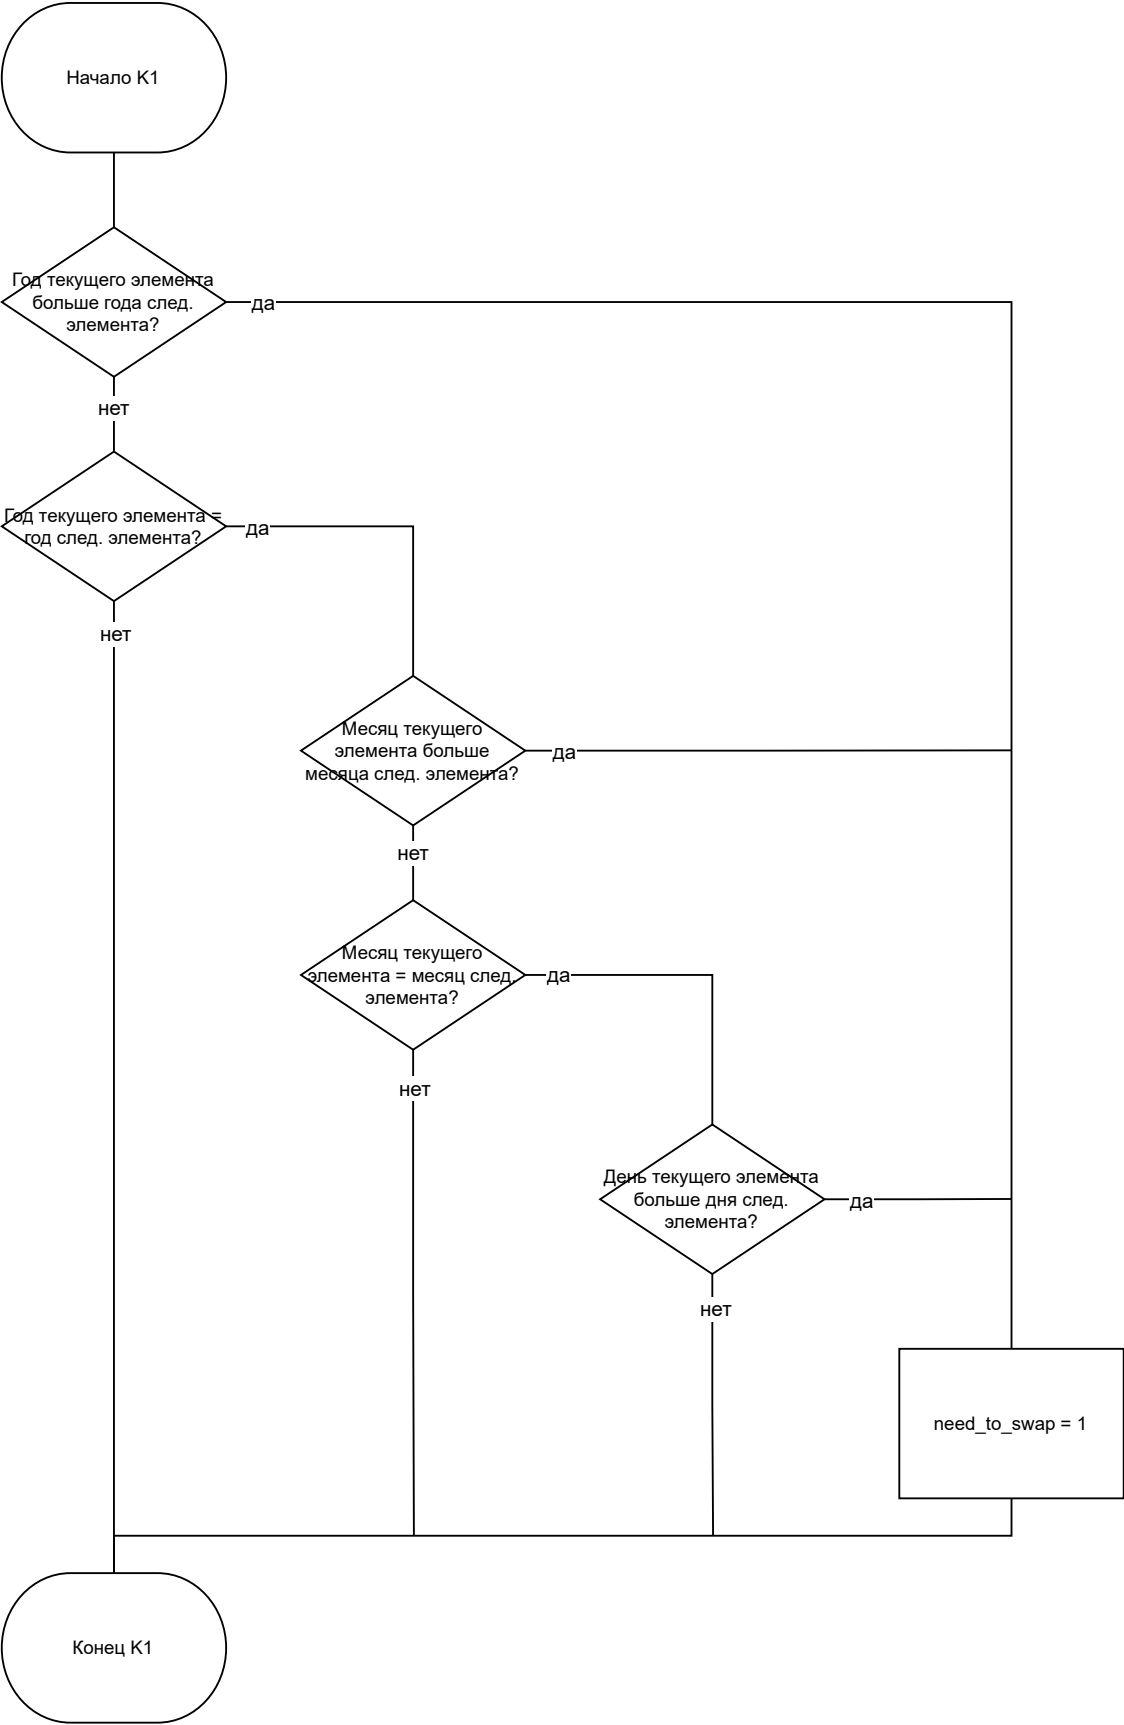 Начало К1
Год текущего элемента
больше года след.
элемента?
да
нет
Год текущего элемента =
год след. элемента?
да
нет
Месяц текущего
элемента больше
месяца след. элемента?
да
нет
Месяц текущего
элемента = месяц след.
элемента?
да
нет
День текущего элемента
больше дня след.
элемента?
да
нет
need_to_swap = 1
Конец К1